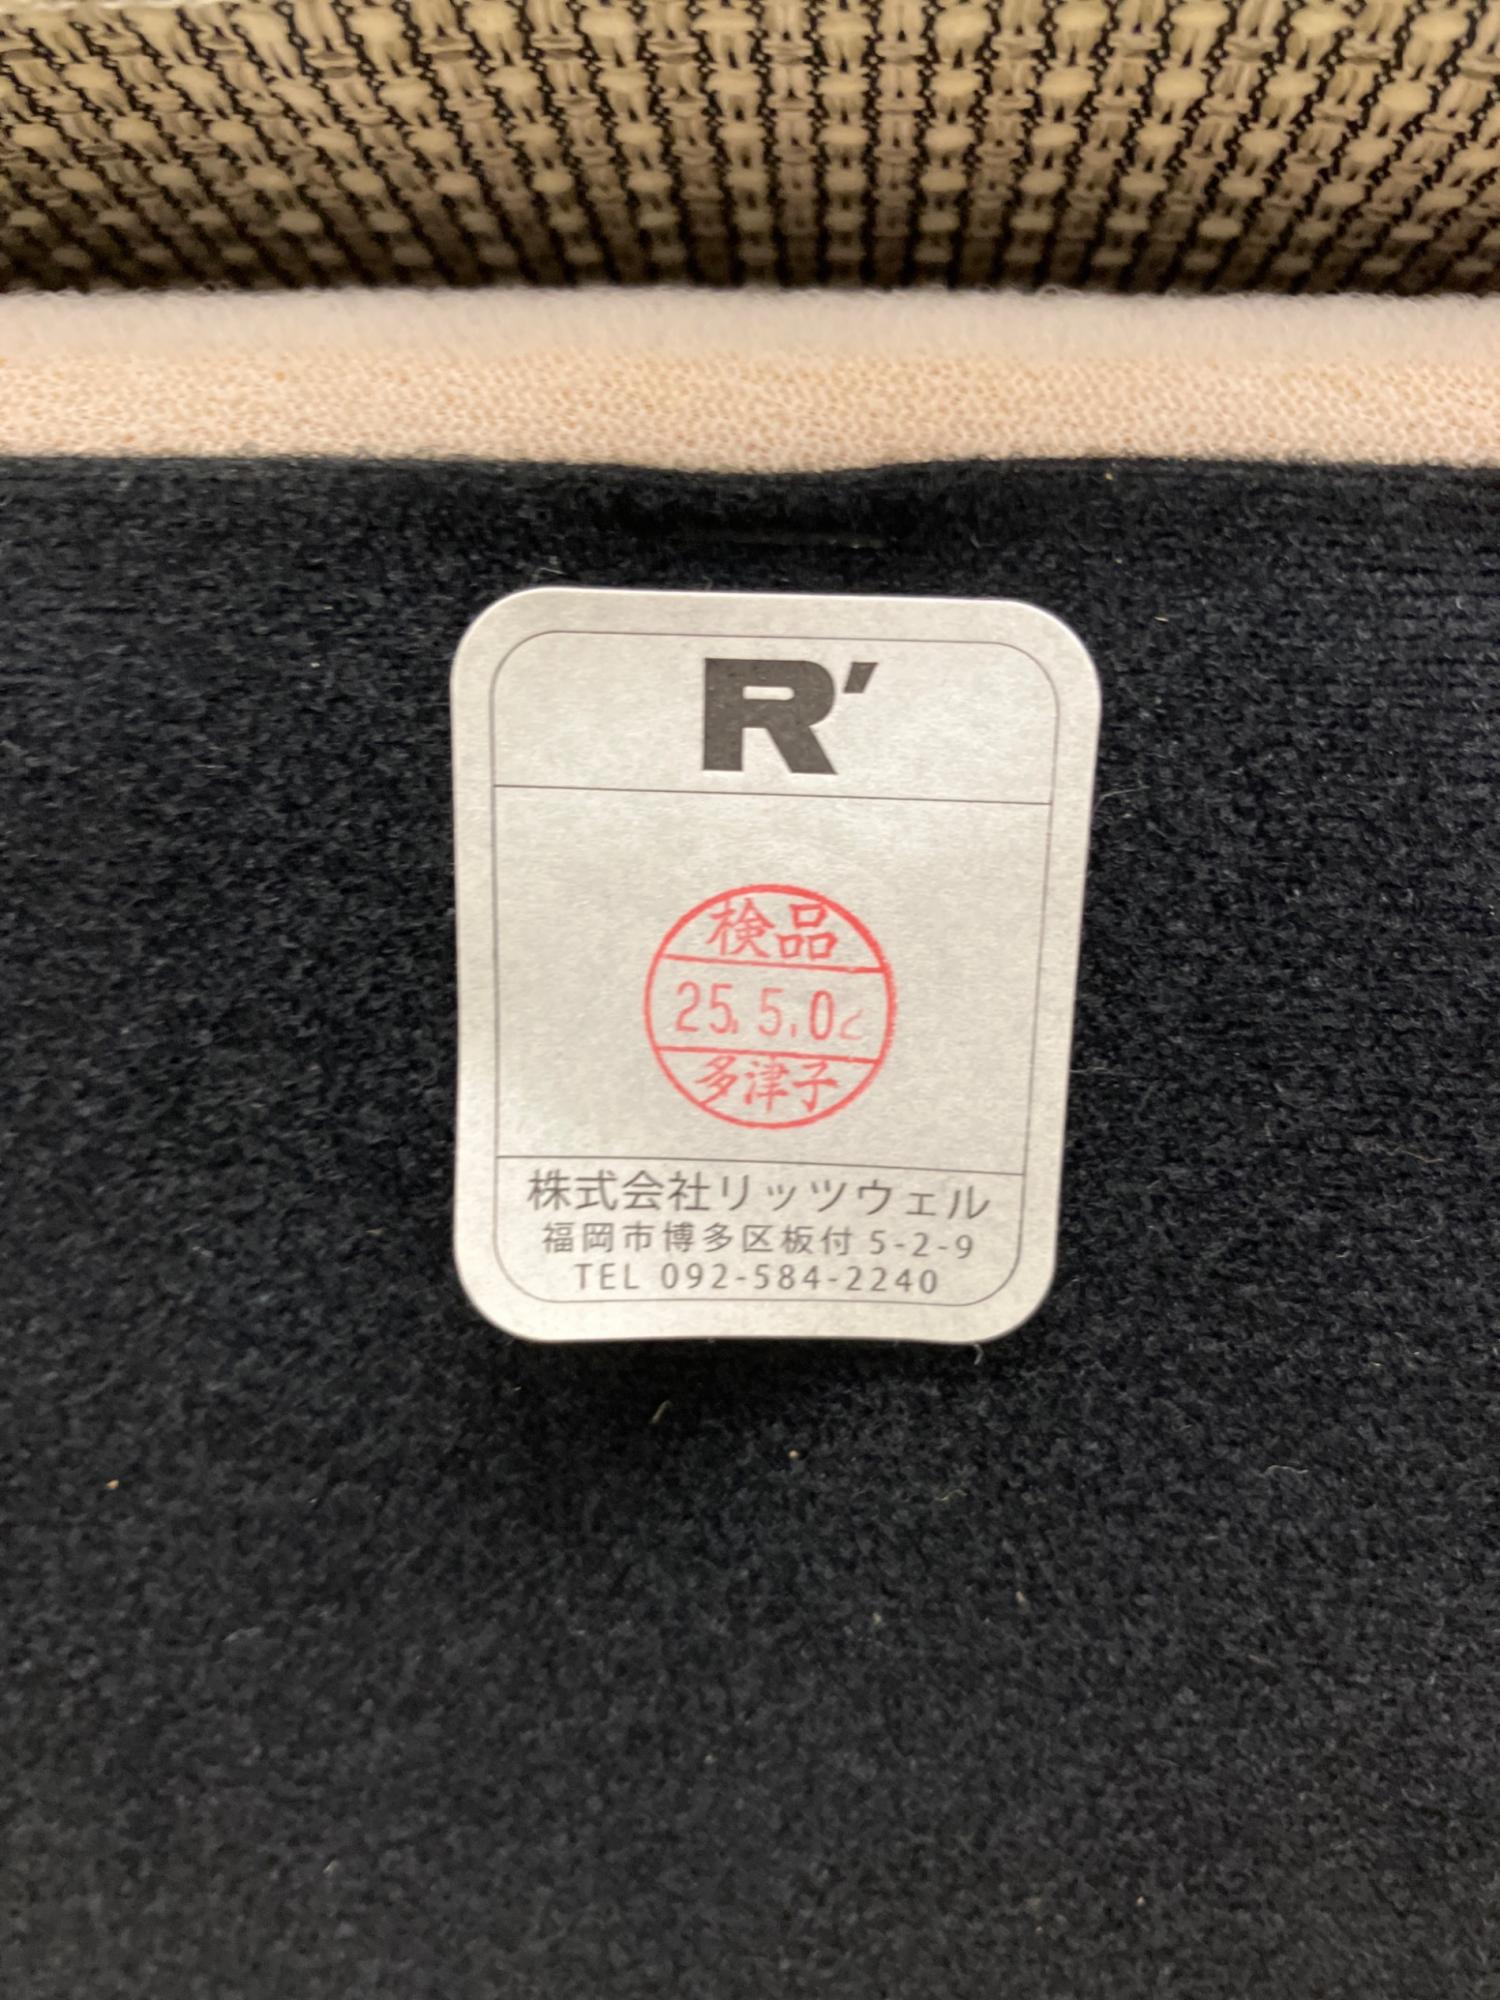 R'
検品
25.5.02
多津子
株式会社リッツウェル
福岡市博多区板付 5-2-9
TEL 092-584-2240